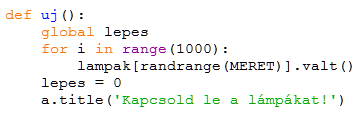 def uj():
    global lepes
    for i in range(1000):
        lampak[randrange(MERET)].valt()
    lepes = 0
    a.title('Kapcsold le a lámpákat!')